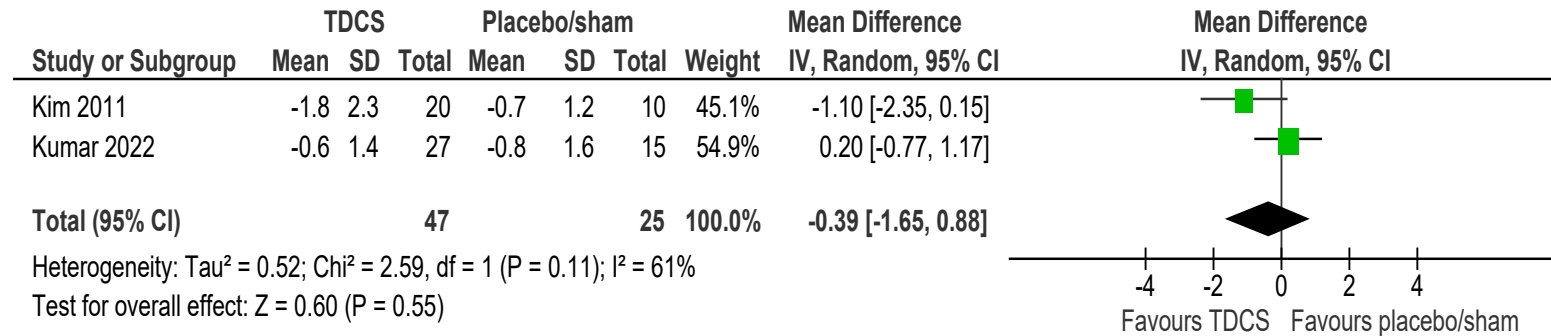 TDCS Placebo/sham Mean Difference Mean Difference
Study or Subgroup Mean SD Total Mean SD Total Weight IV, Random, 95% CI IV, Random, 95% CI
Kim 2011 -1.8 2.3 20 -0.7 1.2 10 45.1% -1.10 [-2.35, 0.15]
Kumar 2022 -0.6 1.4 27 -0.8 1.6 15 54.9% 0.20 [-0.77, 1.17]
Total (95% CI) 47 25 100.0% -0.39 [-1.65, 0.88]
Heterogeneity: Tau² = 0.52; Chi² = 2.59, df = 1 (P = 0.11); I² = 61%
Test for overall effect: Z = 0.60 (P = 0.55)
-4 -2 0 2 4
Favours TDCS Favours placebo/sham